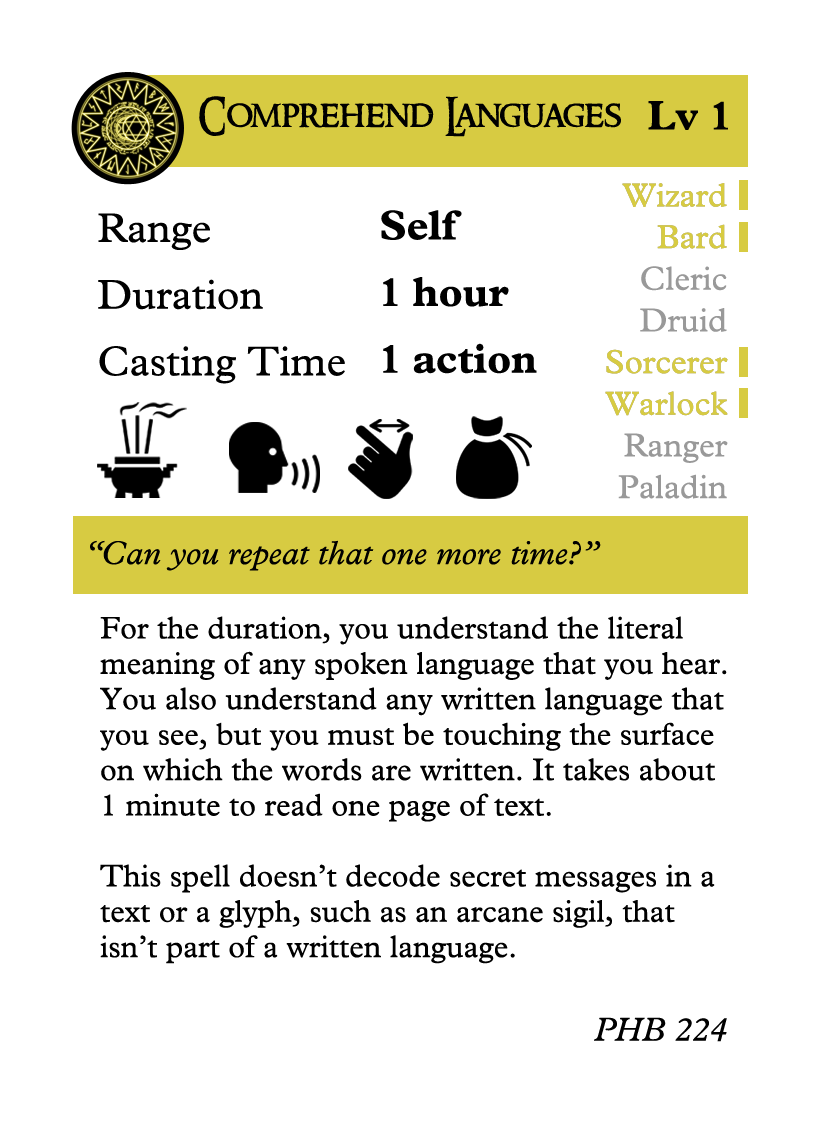 Comprehend Languages Lv 1
Range Self
Duration 1 hour
Casting Time 1 action
Wizard
Bard
Cleric
Druid
Sorcerer
Warlock
Ranger
Paladin
“Can you repeat that one more time?”
For the duration, you understand the literal
meaning of any spoken language that you hear.
You also understand any written language that
you see, but you must be touching the surface
on which the words are written. It takes about
1 minute to read one page of text.
This spell doesn’t decode secret messages in a
text or a glyph, such as an arcane sigil, that
isn’t part of a written language.
PHB 224